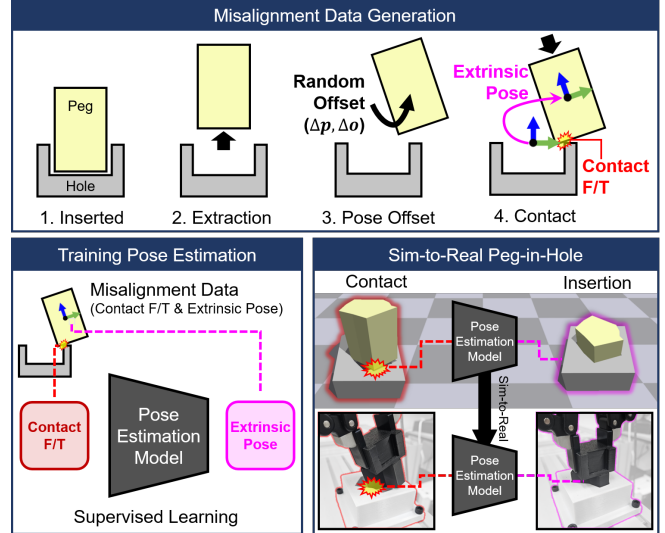 Misalignment Data Generation
Peg
Hole
1. Inserted
2. Extraction
Random
Offset
(Δp, Δo)
3. Pose Offset
Extrinsic
Pose
Contact
F/T
4. Contact
Training Pose Estimation
Misalignment Data
(Contact F/T & Extrinsic Pose)
Contact
F/T
Pose
Estimation
Model
Extrinsic
Pose
Supervised Learning
Sim-to-Real Peg-in-Hole
Contact
Insertion
Pose
Estimation
Model
Sim-to-Real
Pose
Estimation
Model